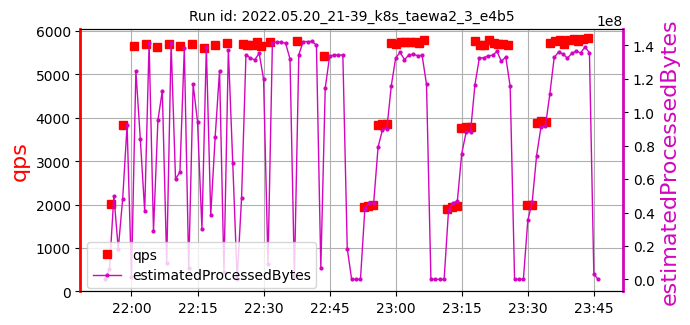 Run id: 2022.05.20_21-39_k8s_taewa2_3_e4b5
1e8
6000
5000
4000
3000
2000
1000
0
qps
1.4
1.2
1.0
0.8
0.6
0.4
0.2
0.0
estimatedProcessedBytes
qps
estimatedProcessedBytes
22:00 22:15 22:30 22:45 23:00 23:15 23:30 23:45